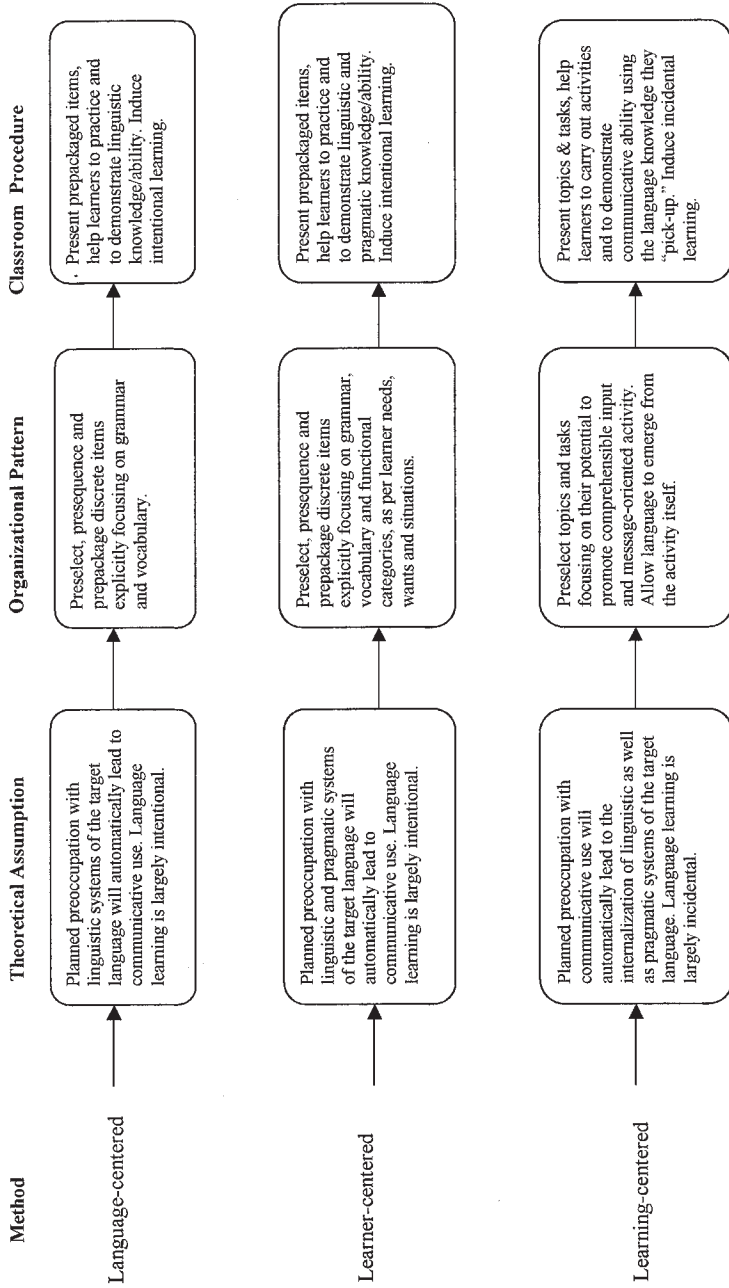 Method
Theoretical Assumption
Organizational Pattern
Classroom Procedure
Language-centered
Planned preoccupation with
linguistic systems of the target
language will automatically lead to
communicative use. Language
learning is largely intentional.
Preselect, presequence and
prepackage discrete items
explicitly focusing on grammar
and vocabulary.
Present prepackaged items,
help learners to practice and
to demonstrate linguistic
knowledge/ability. Induce
intentional learning.
Learner-centered
Planned preoccupation with
linguistic and pragmatic systems
of the target language will
automatically lead to
communicative use. Language
learning is largely intentional.
Preselect, presequence and
prepackage discrete items
explicitly focusing on grammar,
vocabulary and functional
categories, as per learner needs,
wants and situations.
Present prepackaged items,
help learners to practice and
to demonstrate linguistic and
pragmatic knowledge/ability.
Induce intentional learning.
Learning-centered
Planned preoccupation with
communicative use will
automatically lead to the
internalization of linguistic as well
as pragmatic systems of the target
language. Language learning is
largely incidental.
Preselect topics and tasks
focusing on their potential to
promote comprehensible input
and message-oriented activity.
Allow language to emerge from
the activity itself.
Present topics & tasks, help
learners to carry out activities
and to demonstrate
communicative ability using
the language knowledge they
"pick-up." Induce incidental
learning.